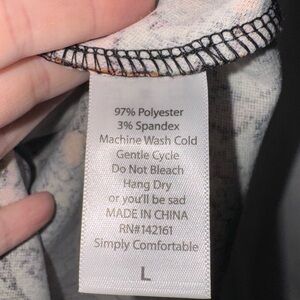 97% Polyester
3% Spandex
Machine Wash Cold
Gentle Cycle
Do Not Bleach
Hang Dry
or you'll be sad
MADE IN CHINA
RN#142161
Simply Comfortable
L